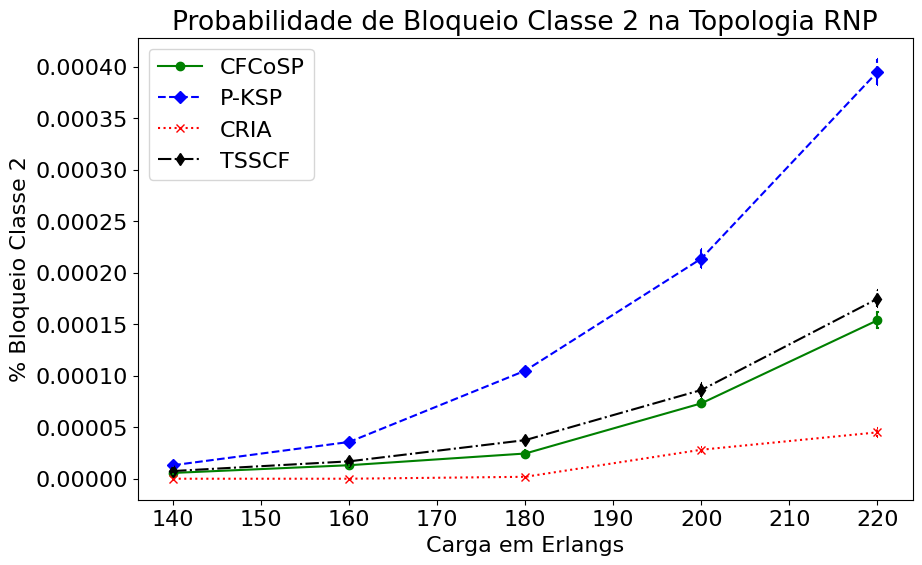 Probabilidade de Bloqueio Classe 2 na Topologia RNP
CFCoSP
P-KSP
CRIA
TSSCF
% Bloqueio Classe 2
0.00040
0.00035
0.00030
0.00025
0.00020
0.00015
0.00010
0.00005
0.00000
140 150 160 170 180 190 200 210 220
Carga em Erlangs